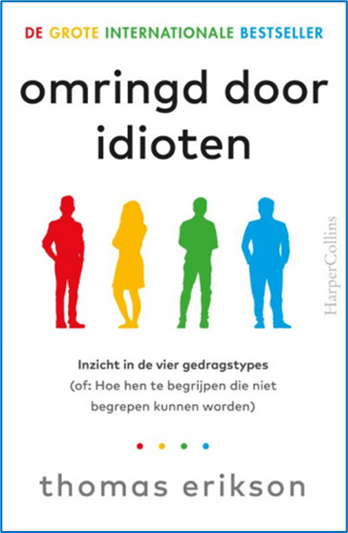 DE GROTE INTERNATIONALE BESTSELLER
omringd door
idioten
HarperCollins
Inzicht in de vier gedragstypes
(of: Hoe hen te begrijpen die niet
begrepen kunnen worden)
thomas erikson